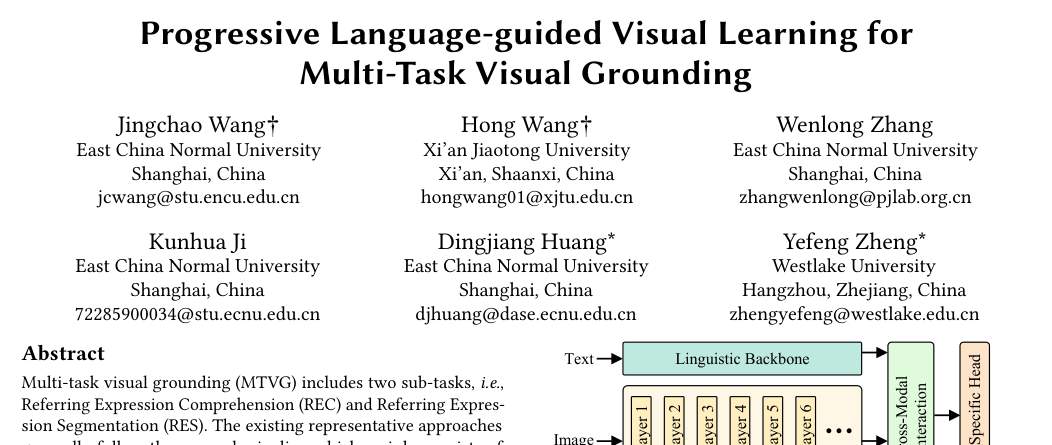 Progressive Language-guided Visual Learning for
Multi-Task Visual Grounding
Jingchao Wang†
East China Normal University
Shanghai, China
jcwang@stu.encu.edu.cn
Hong Wang†
Xi'an Jiaotong University
Xi'an, Shaanxi, China
hongwang01@xjtu.edu.cn
Wenlong Zhang
East China Normal University
Shanghai, China
zhangwenlong@pjlab.org.cn
Kunhua Ji
East China Normal University
Shanghai, China
72285900034@stu.ecnu.edu.cn
Dingjiang Huang*
East China Normal University
Shanghai, China
djhuang@dase.ecnu.edu.cn
Yefeng Zheng*
Westlake University
Hangzhou, Zhejiang, China
zhengyefeng@westlake.edu.cn
Abstract
Multi-task visual grounding (MTVG) includes two sub-tasks, i.e.,
Referring Expression Comprehension (REC) and Referring Expres-
sion Segmentation (RES). The existing representative approaches
Text
Linguistic Backbone
Image
ayer 1
ayer 2
ayer 3
ayer 4
ayer 5
ayer 6
•••
oss-Modal
nteraction
Specific Head